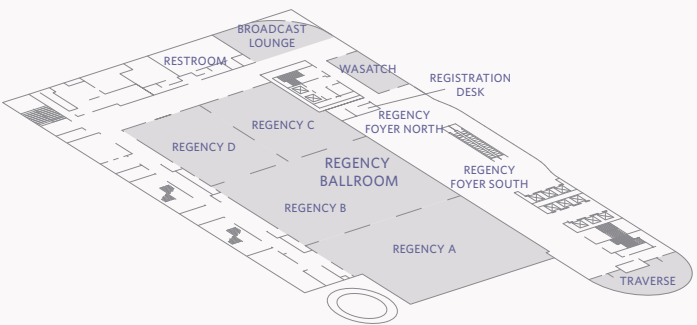 BROADCAST
LOUNGE
RESTROOM
WASATCH
REGISTRATION
DESK
REGENCY
FOYER NORTH
REGENCY C
REGENCY D
REGENCY
BALLROOM
REGENCY
FOYER SOUTH
REGENCY B
REGENCY A
TRAVERSE